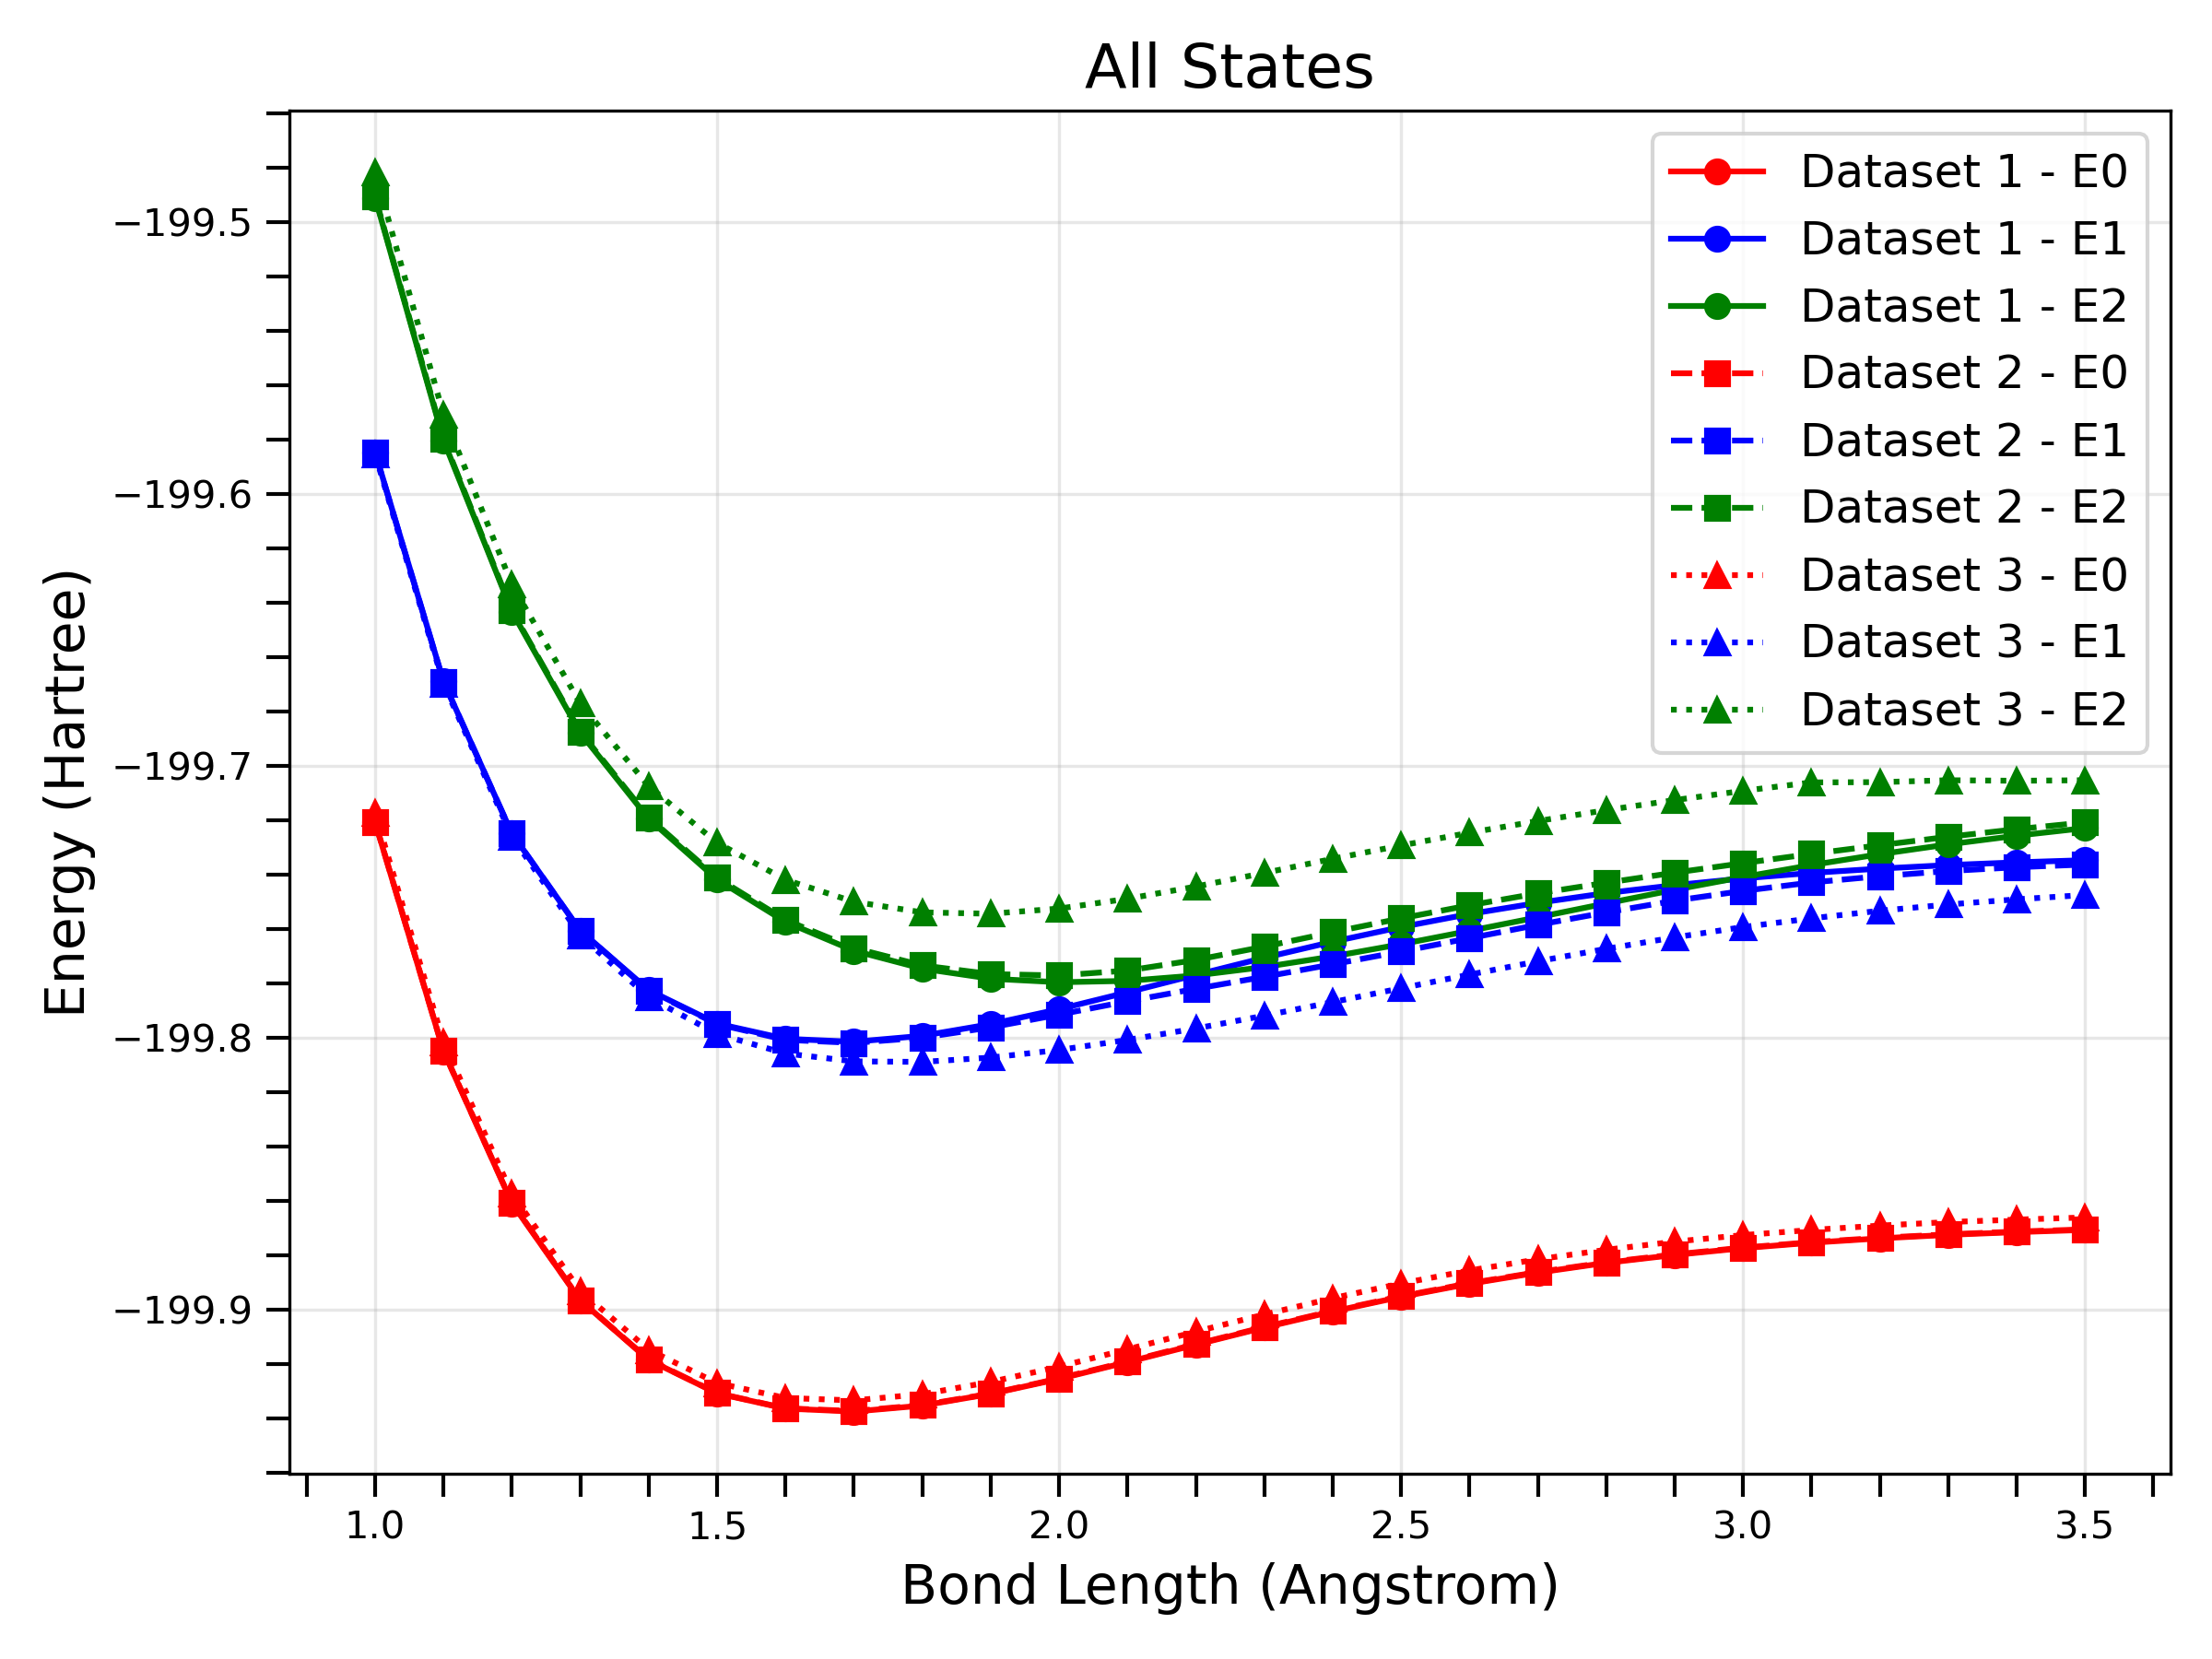 All States
Energy (Hartree)
−199.5
−199.6
−199.7
−199.8
−199.9
Dataset 1 - E0
Dataset 1 - E1
Dataset 1 - E2
Dataset 2 - E0
Dataset 2 - E1
Dataset 2 - E2
Dataset 3 - E0
Dataset 3 - E1
Dataset 3 - E2
1.0 1.5 2.0 2.5 3.0 3.5
Bond Length (Angstrom)